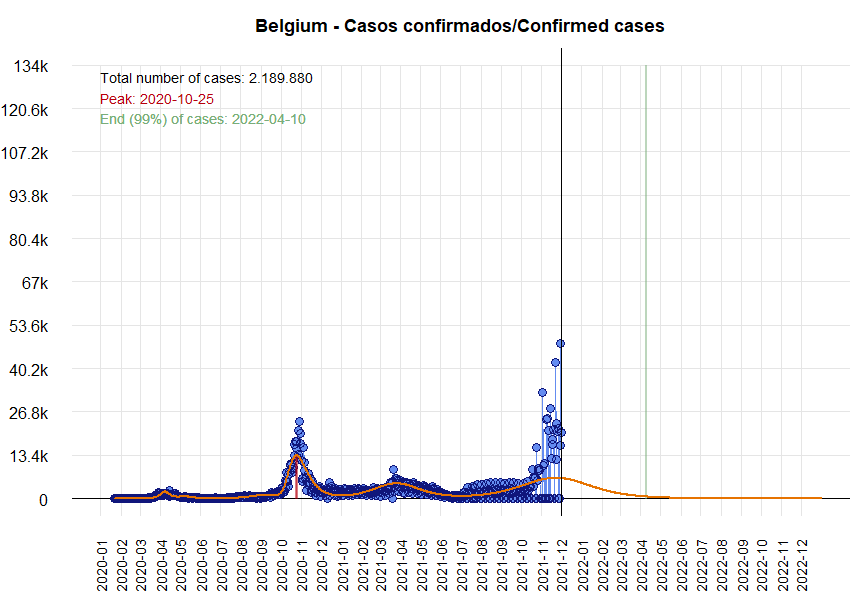 Belgium - Casos confirmados/Confirmed cases
134k
Total number of cases: 2.189.880
Peak: 2020-10-25
120.6k
End (99%) of cases: 2022-04-10
107.2k
93.8k
80.4k
67k
53.6k
40.2k
26.8k
13.4k
0
2020-01
2020-02
2020-03
2020-04
2020-05
2020-06
2020-07
2020-08
2020-09
2020-10
2020-11
2020-12
2021-01
2021-02
2021-03
2021-04
2021-05
2021-06
2021-07
2021-08
2021-09
2021-10
2021-11
2021-12
2022-01
2022-02
2022-03
2022-04
2022-05
2022-06
2022-07
2022-08
2022-09
2022-10
2022-11
2022-12